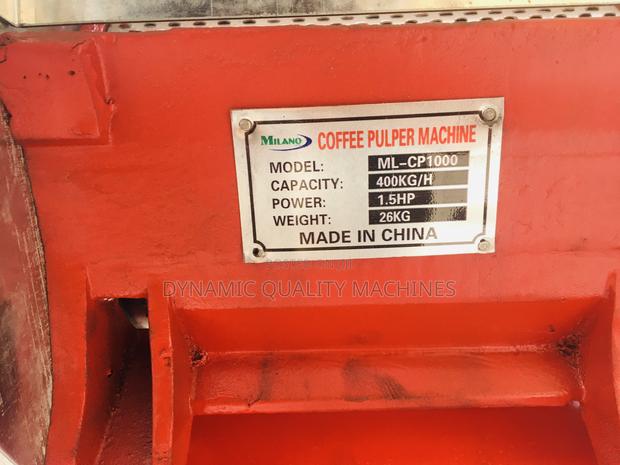 MILANO COFFEE PULPER MACHINE
MODEL: ML-CP1000
CAPACITY: 400KG/H
POWER: 1.5HP
WEIGHT: 26KG
MADE IN CHINA
DYNAMIC QUALITY MACHINES